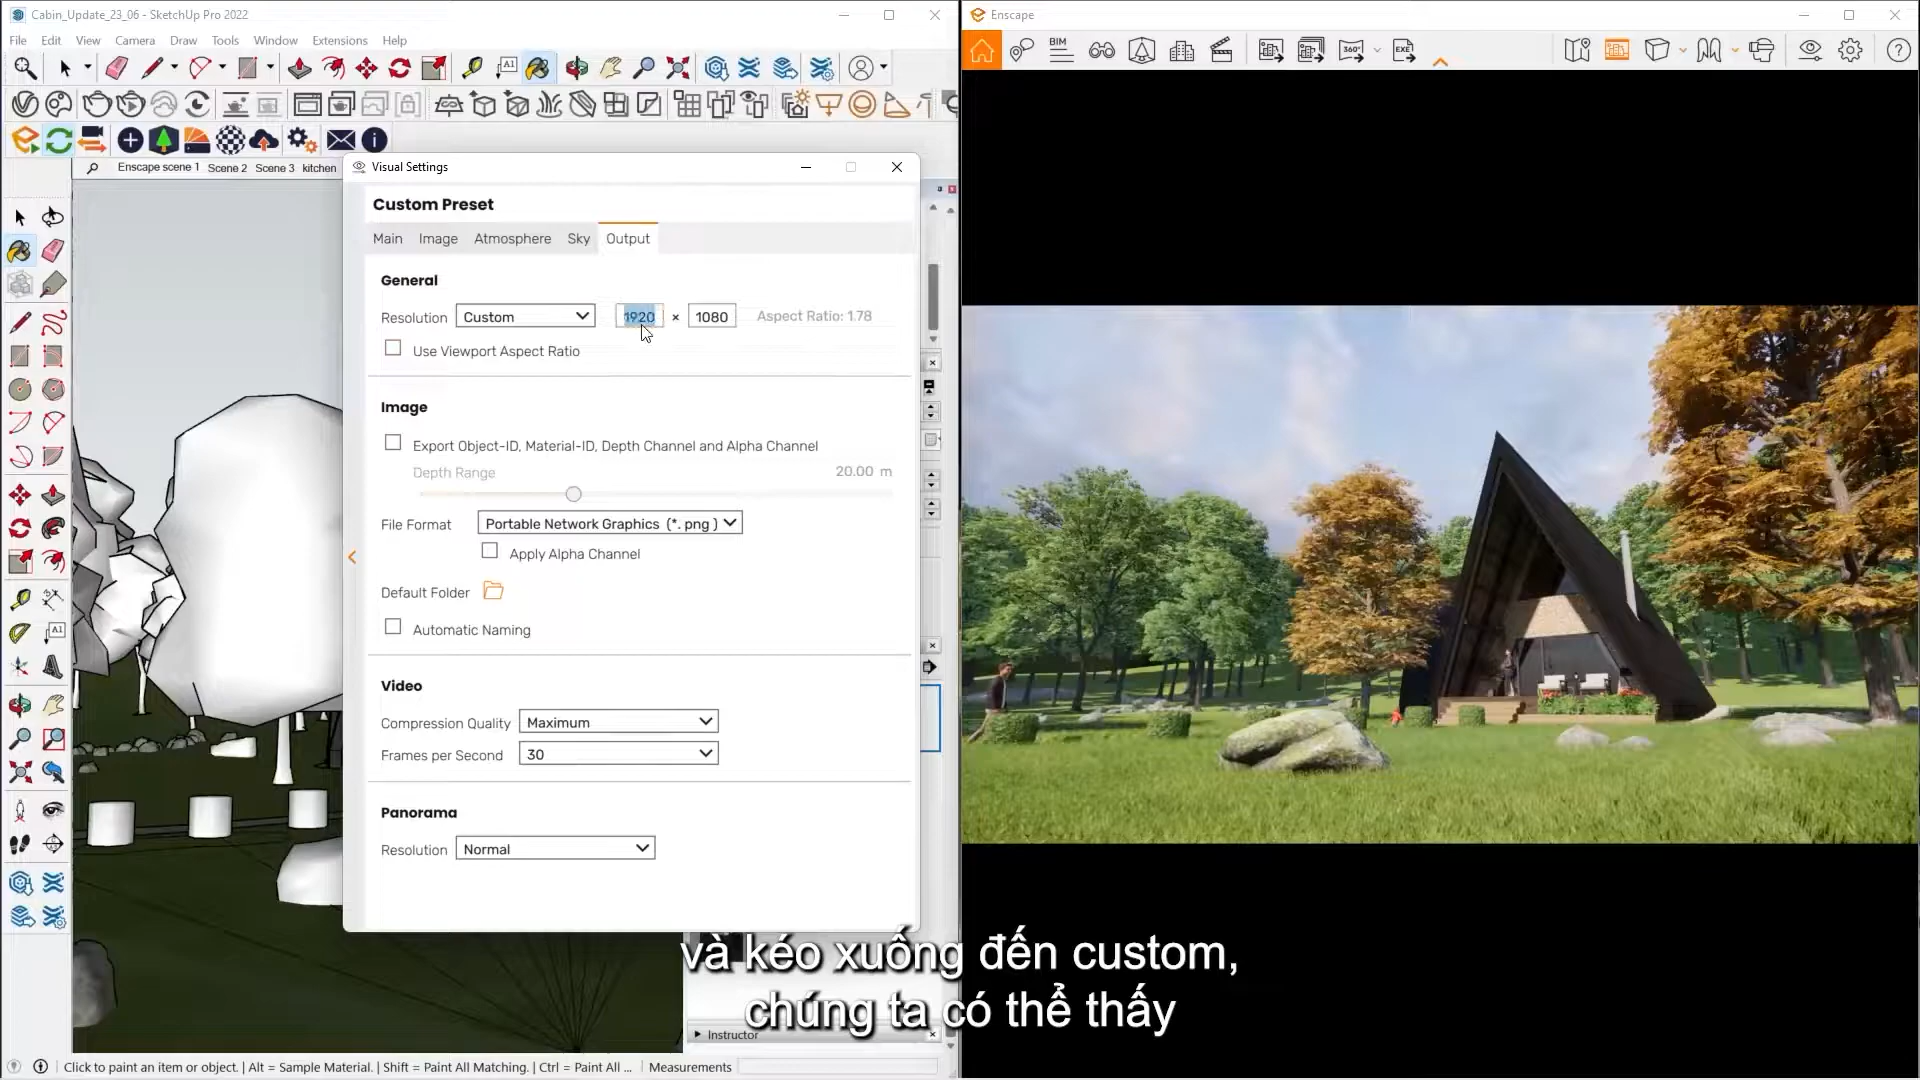 Cabin_Update_23_06 - SketchUp Pro 2022
Enscape
File Edit View Camera Draw Tools Window Extensions Help
BIM
360°
EXE
A1
Enscape scene 1 Scene 2 Scene 3 kitchen
Visual Settings
Custom Preset
Main Image Atmosphere Sky Output
General
Resolution Custom 1920 × 1080 Aspect Ratio: 1.78
Use Viewport Aspect Ratio
Image
Export Object-ID, Material-ID, Depth Channel and Alpha Channel
Depth Range 20.00 m
File Format Portable Network Graphics (*. png )
Apply Alpha Channel
Default Folder
Automatic Naming
A1
Video
Compression Quality Maximum
Frames per Second 30
Panorama
Resolution Normal
và kéo xuống đến custom,
chúng ta có thể thấy
Instructor
Click to paint an item or object. | Alt = Sample Material. | Shift = Paint All Matching. | Ctrl = Paint All ... Measurements